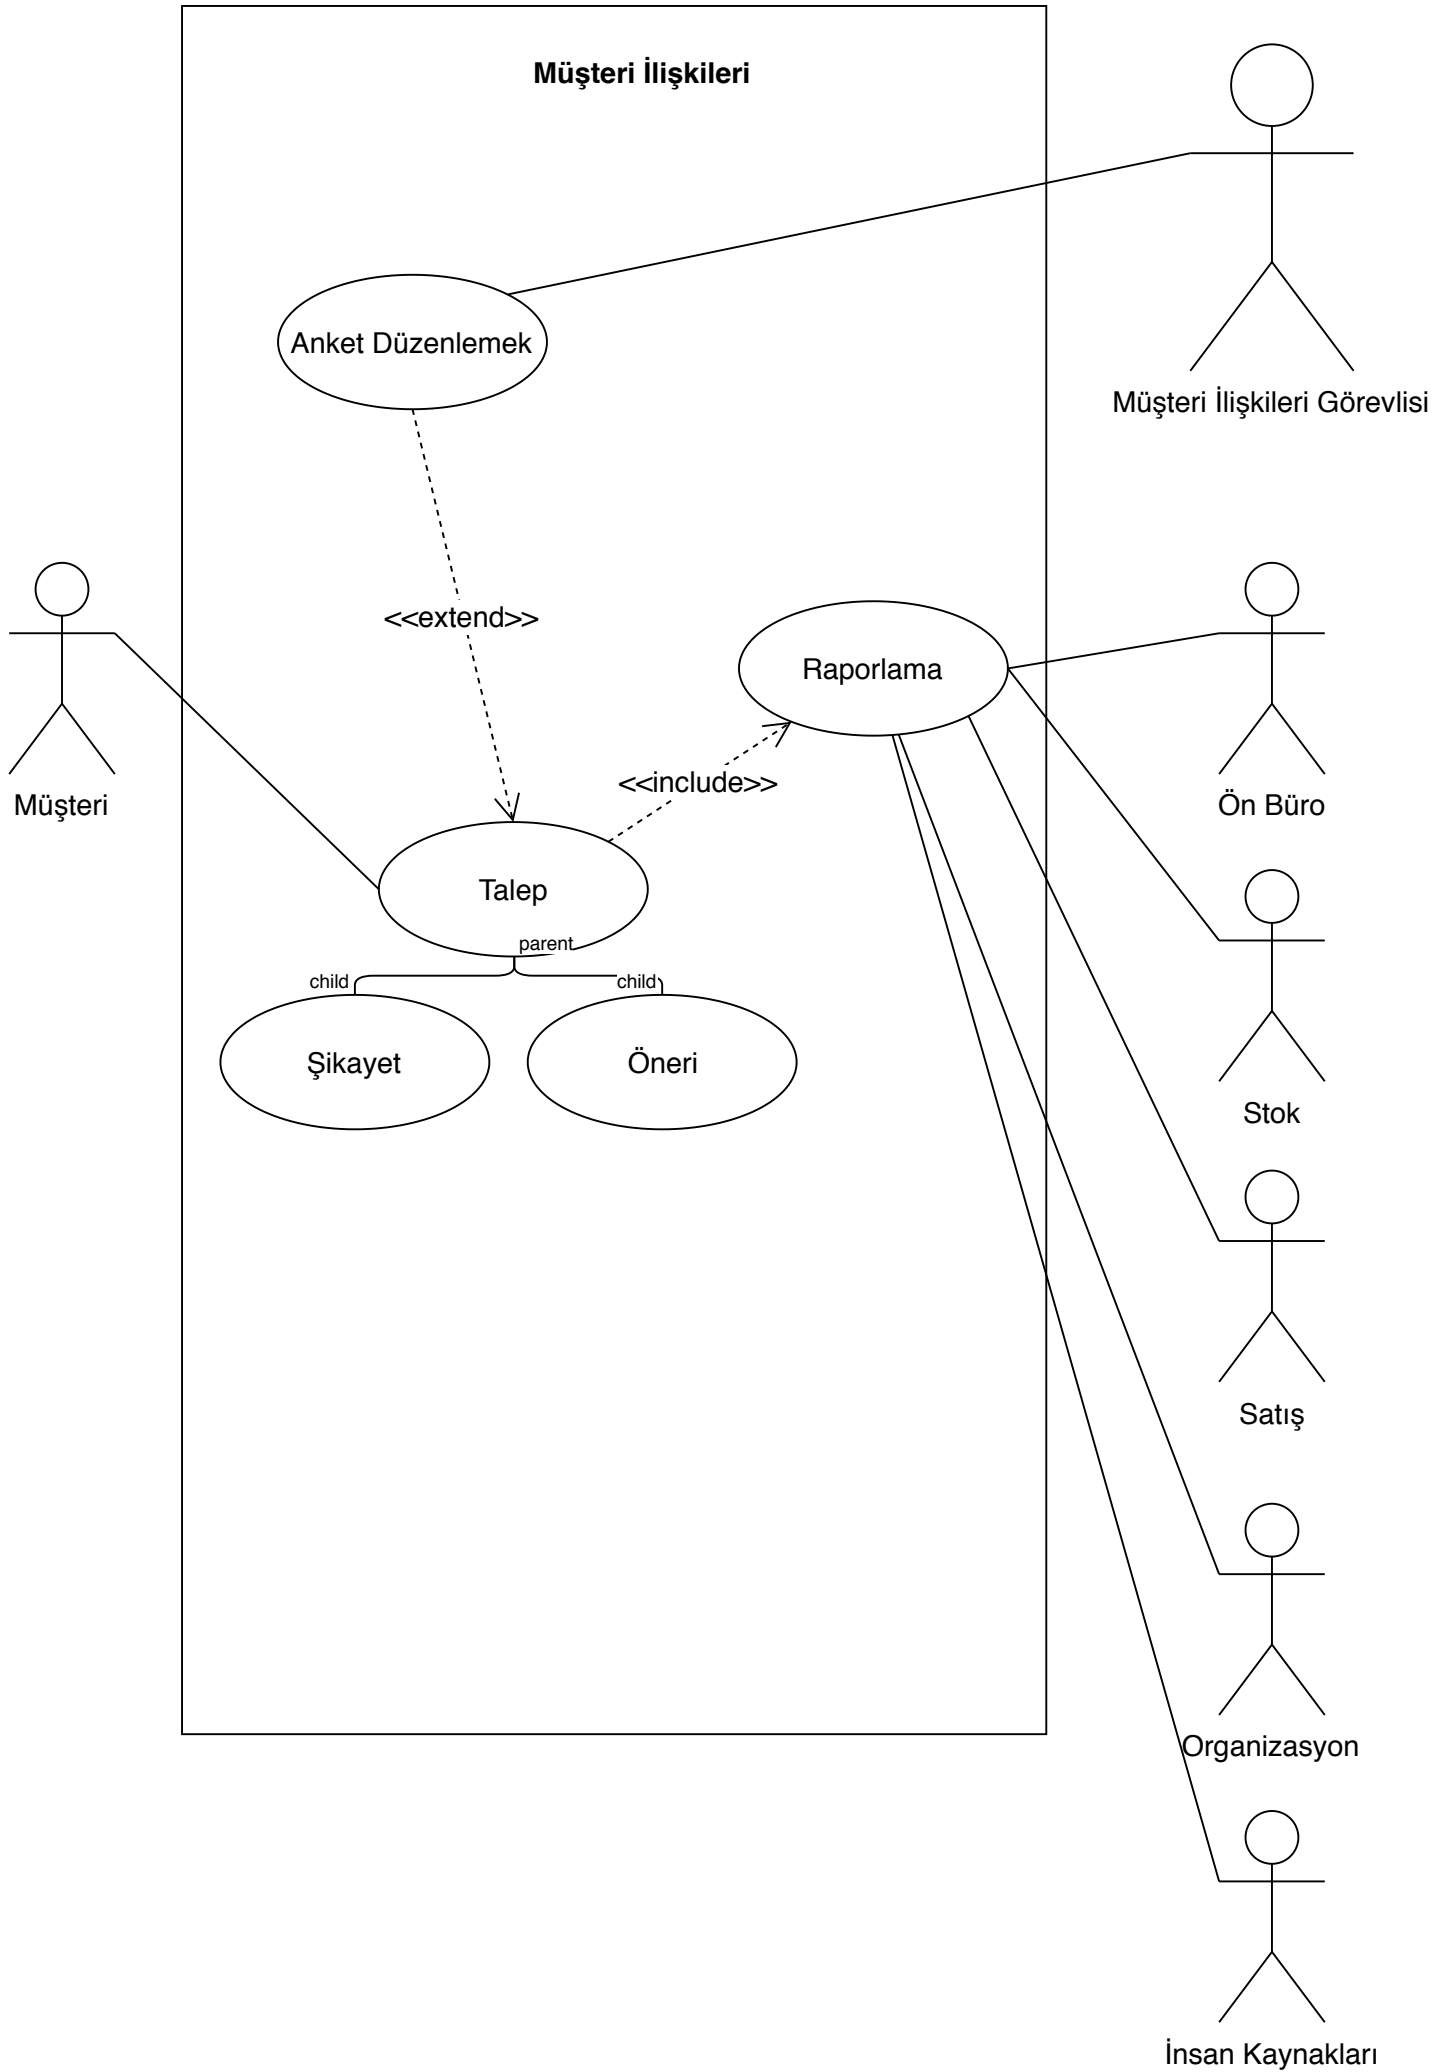 Müşteri İlişkileri
Anket Düzenlemek
Müşteri İlişkileri Görevlisi
<<extend>>
Raporlama
<<include>>
Müşteri
Ön Büro
Talep
parent
child
child
Şikayet
Öneri
Stok
Satış
Organizasyon
İnsan Kaynakları